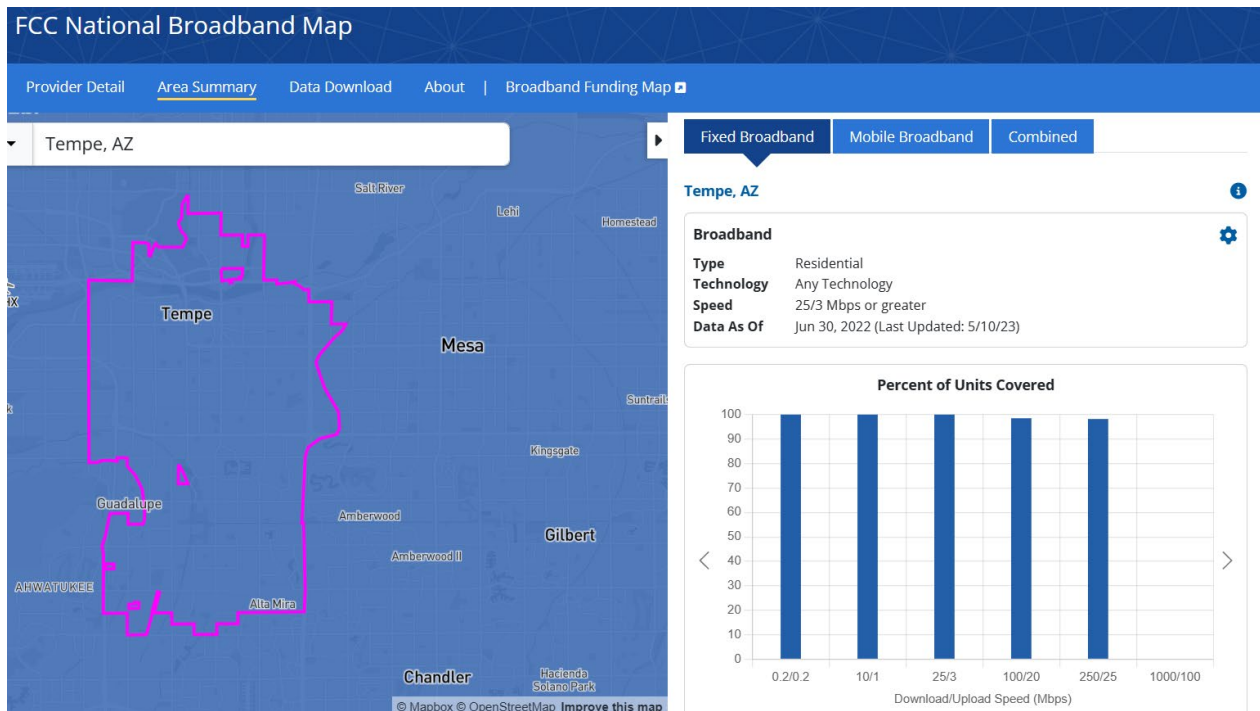 FCC National Broadband Map
Provider Detail Area Summary Data Download About | Broadband Funding Map
Tempe, AZ
Salt River
Lehi
Homestead
Tempe
Mesa
Kingsgate
Guadalupe
Amberwood
Gilbert
Amberwood II
AHWATUKEE
Alta Mira
Chandler
Hacienda
Solano Park
© Mapbox © OpenStreetMap Improve this map
Fixed Broadband Mobile Broadband Combined
Tempe, AZ
Broadband
Type Residential
Technology Any Technology
Speed 25/3 Mbps or greater
Data As Of Jun 30, 2022 (Last Updated: 5/10/23)
Percent of Units Covered
100
90
80
70
60
50
40
30
20
10
0
0.2/0.2 10/1 25/3 100/20 250/25 1000/100
Download/Upload Speed (Mbps)